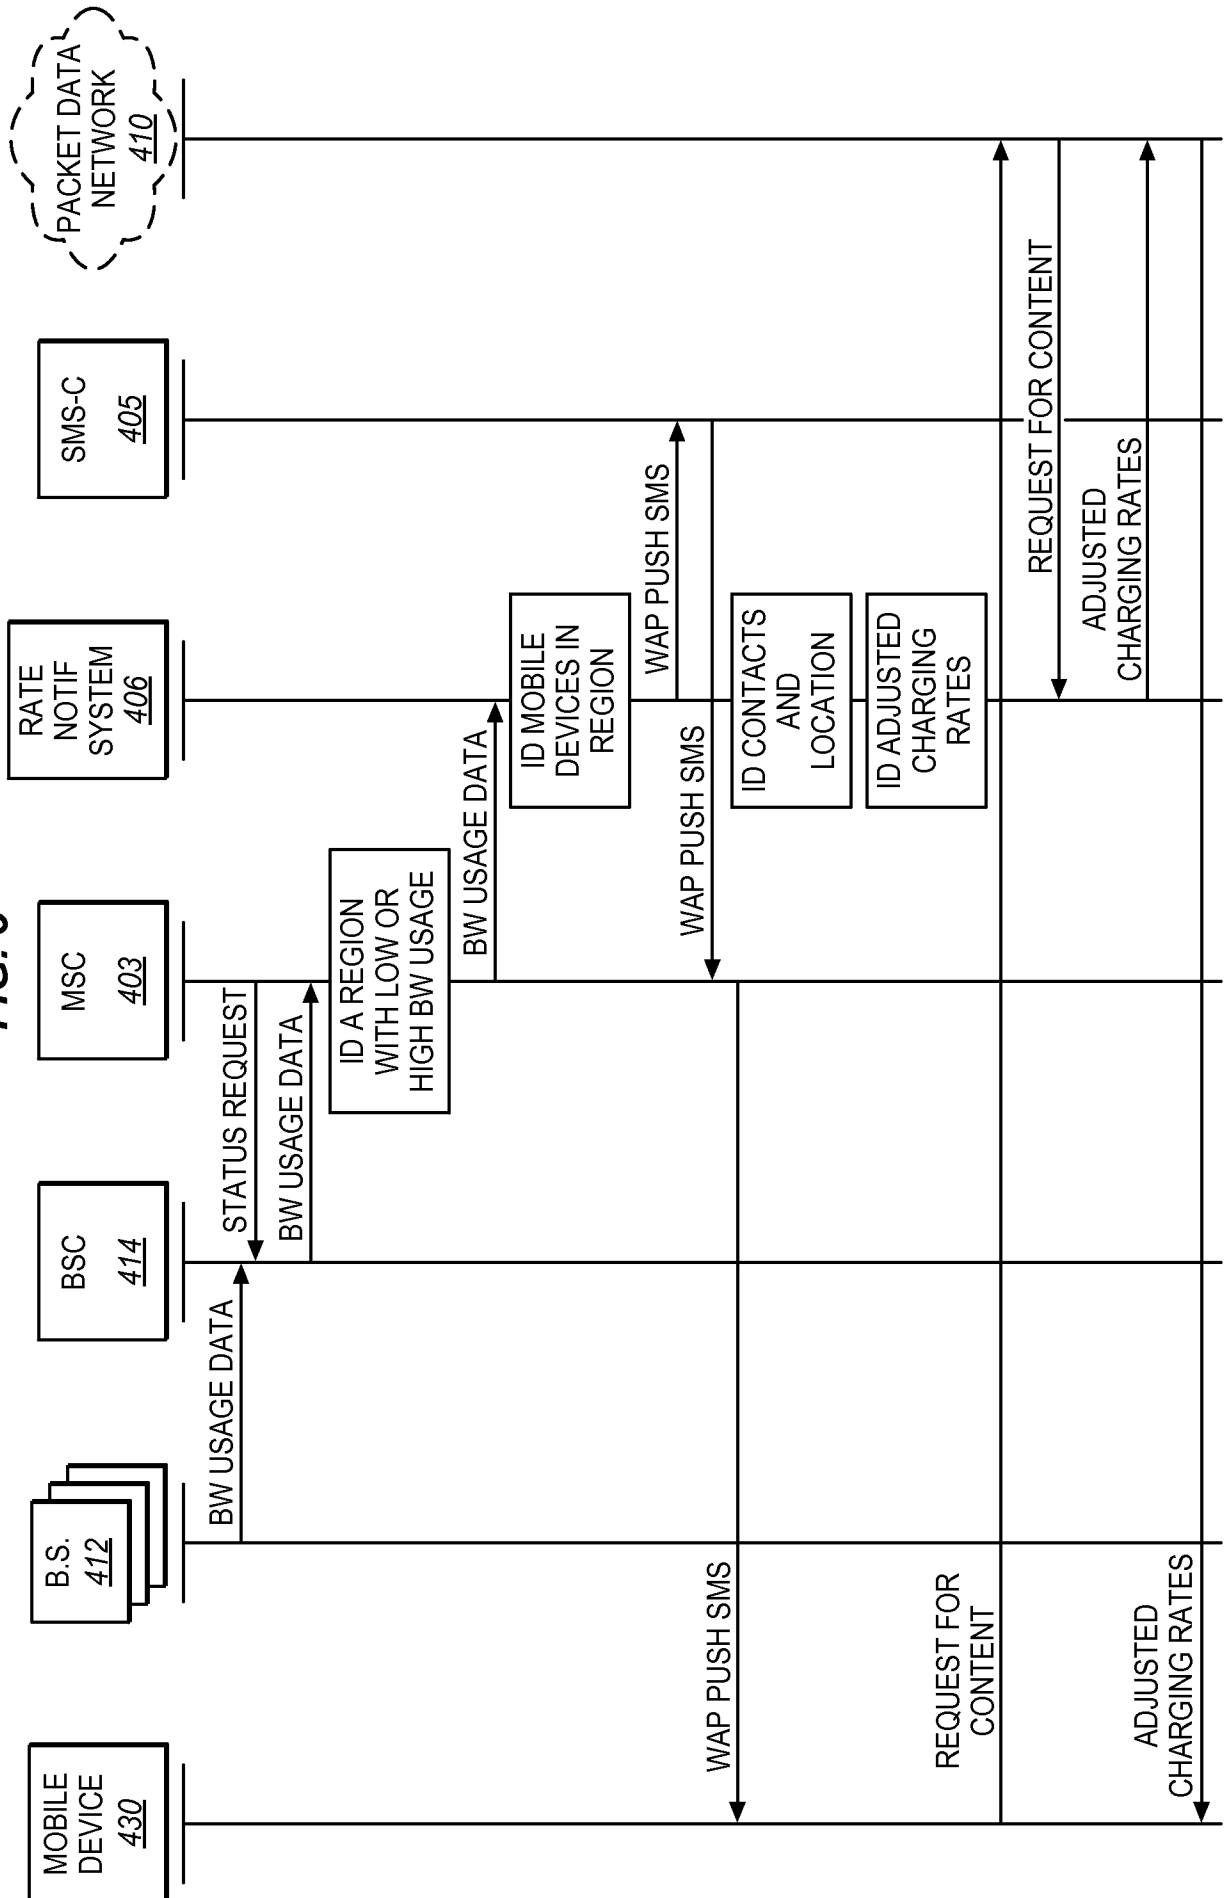 MOBILE
DEVICE
430
B.S.
412
BSC
414
MSC
403
RATE
NOTIF
SYSTEM
406
SMS-C
405
PACKET DATA
NETWORK
410
BW USAGE DATA
STATUS REQUEST
BW USAGE DATA
ID A REGION
WITH LOW OR
HIGH BW USAGE
BW USAGE DATA
ID MOBILE
DEVICES IN
REGION
WAP PUSH SMS
WAP PUSH SMS
WAP PUSH SMS
ID CONTACTS
AND
LOCATION
ID ADJUSTED
CHARGING
RATES
REQUEST FOR
CONTENT
REQUEST FOR CONTENT
ADJUSTED
CHARGING RATES
ADJUSTED
CHARGING RATES